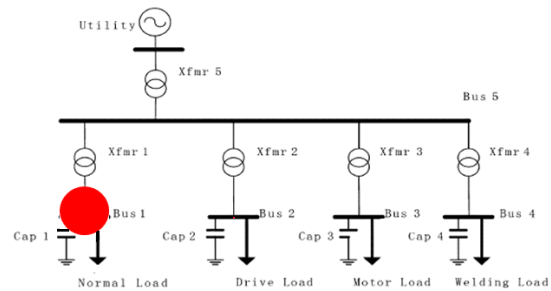 Utility
Xfmr 5
Bus 5
Xfmr 1
Xfmr 2
Xfmr 3
Xfmr 4
Bus 1
Bus 2
Bus 3
Bus 4
Cap 1
Cap 2
Cap 3
Cap 4
Normal Load
Drive Load
Motor Load
Welding Load